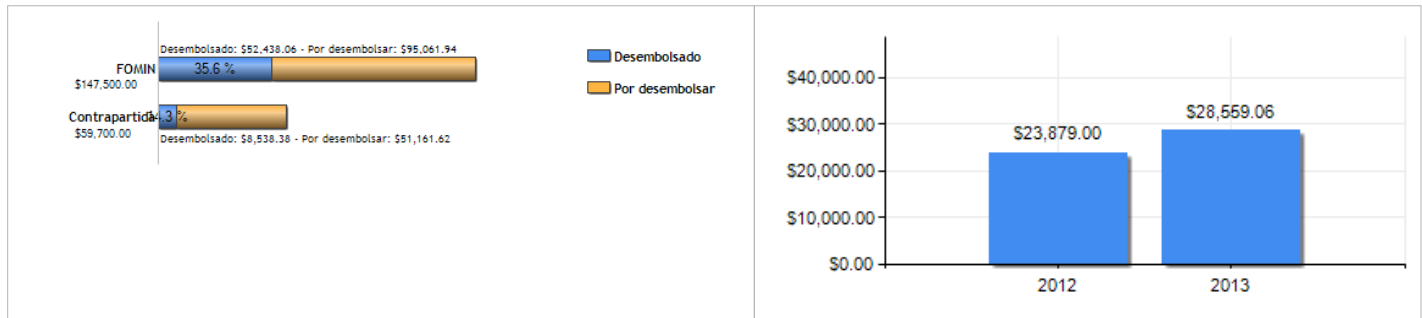 Desembolsado: $52,438.06 - Por desembolsar: $95,061.94
FOMIN
35.6 %
$147,500.00
Contrapartida
14.3 %
$59,700.00
Desembolsado: $8,538.38 - Por desembolsar: $51,161.62
Desembolsado
Por desembolsar
$40,000.00
$30,000.00
$20,000.00
$10,000.00
$0.00
$23,879.00
$28,559.06
2012
2013